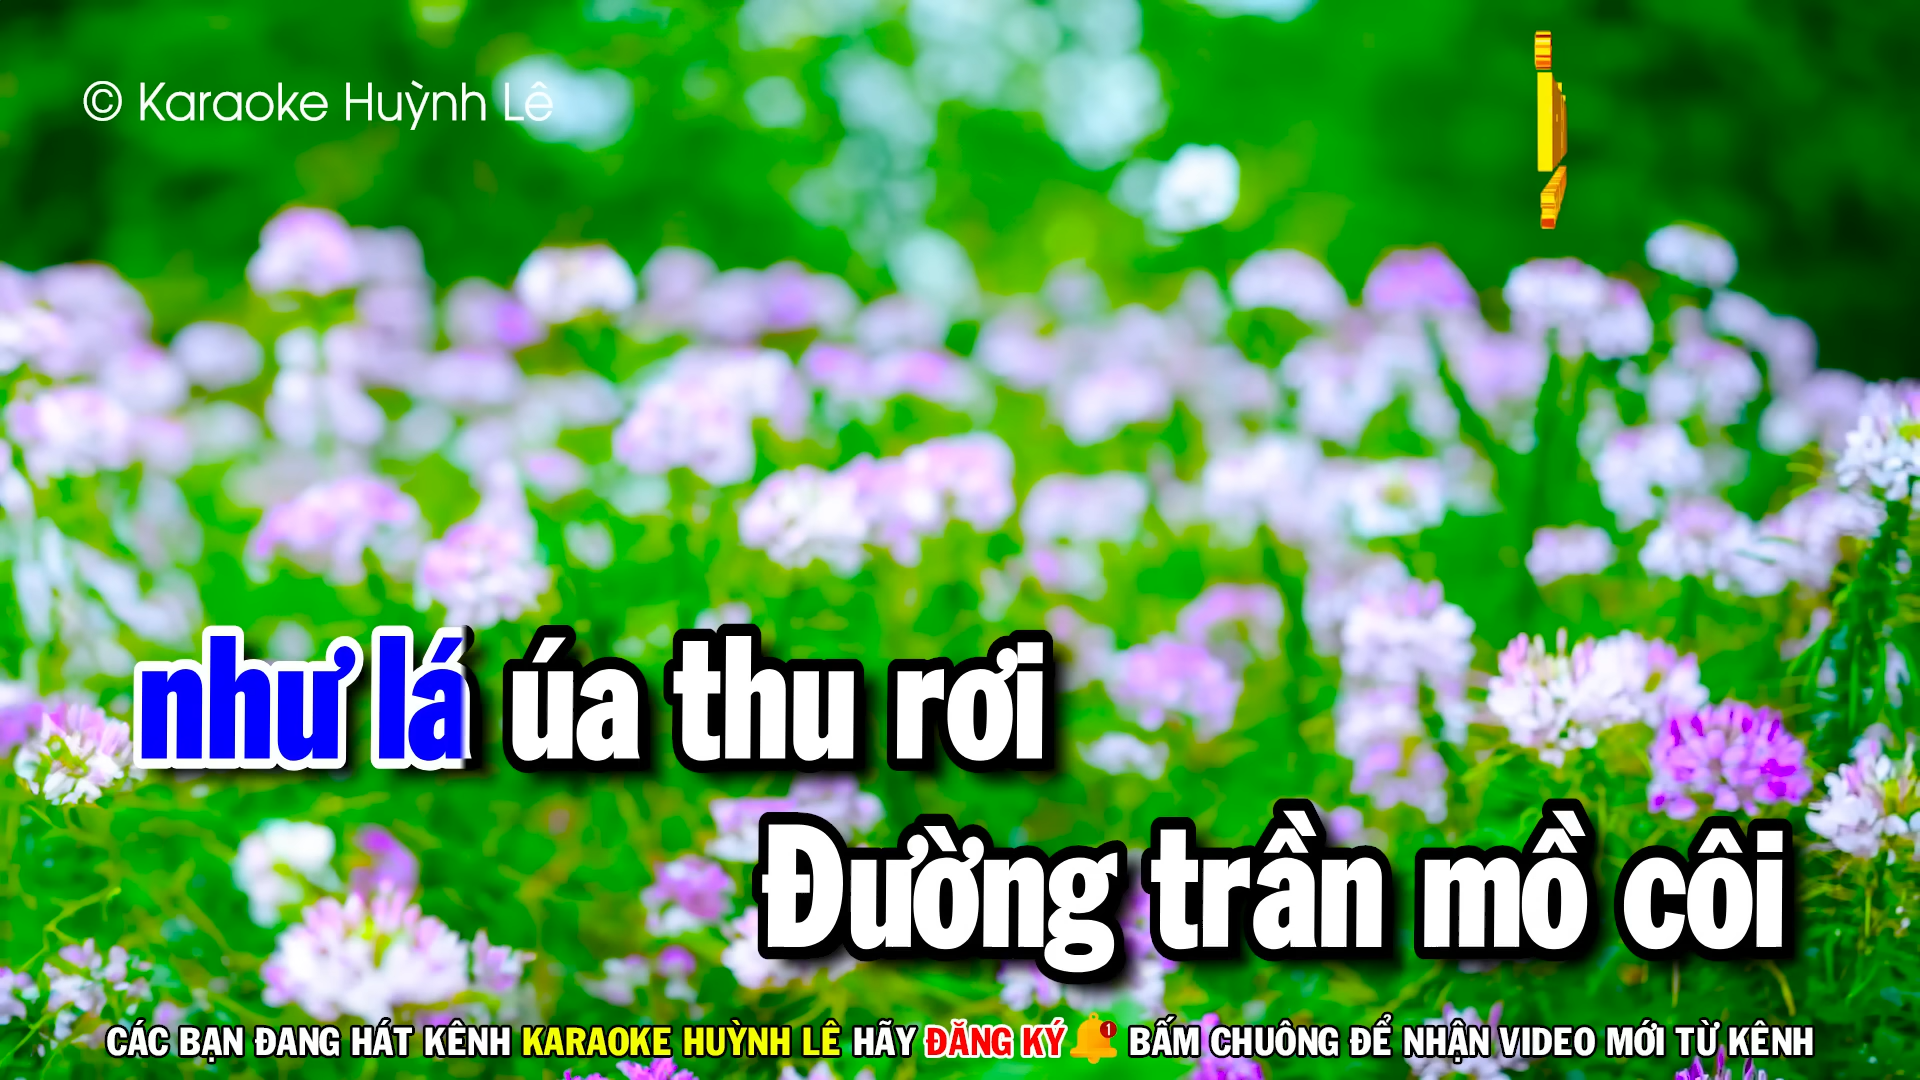 © Karaoke Huỳnh Lê
như lá úa thu rơi
Đường trần mồ côi
CÁC BẠN ĐANG HÁT KÊNH KARAOKE HUỲNH LÊ HÃY ĐĂNG KÝ 1 BẤM CHUÔNG ĐỂ NHẬN VIDEO MỚI TỪ KÊNH